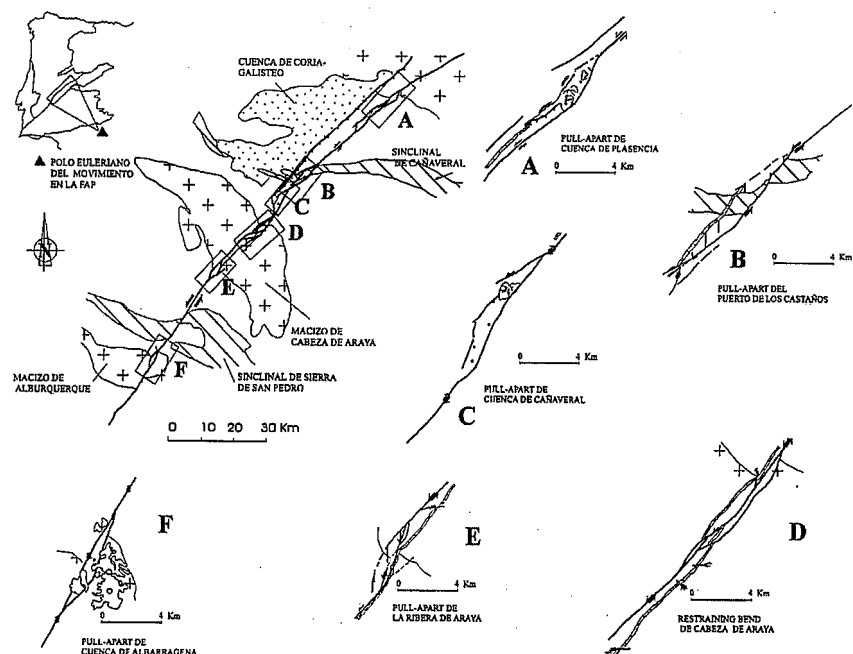 CUENCA DE CORIA-
GALISTEO
POLO EULERIANO
DEL MOVIMIENTO
EN LA FAP
N
A
SINCLINAL
DE CAÑAVERAL
B
C
D
E
F
MACIZO DE
CABEZA DE ARAYA
MACIZO DE
ALBURQUERQUE
SINCLINAL DE SIERRA
DE SAN PEDRO
0 10 20 30 Km
PULL-APART DE
CUENCA DE PLASENCIA
A
0 4 Km
B
0 4 Km
PULL-APART DEL
PUERTO DE LOS CASTAÑOS
0 4 Km
PULL-APART DE
CUENCA DE CAÑAVERAL
C
F
0 4 Km
PULL-APART DE
CUENCA DE ALBARRAGENA
E
0 4 Km
PULL-APART DE
LA RIBERA DE ARAYA
D
0 4 Km
RESTRAINING BEND
DE CABEZA DE ARAYA